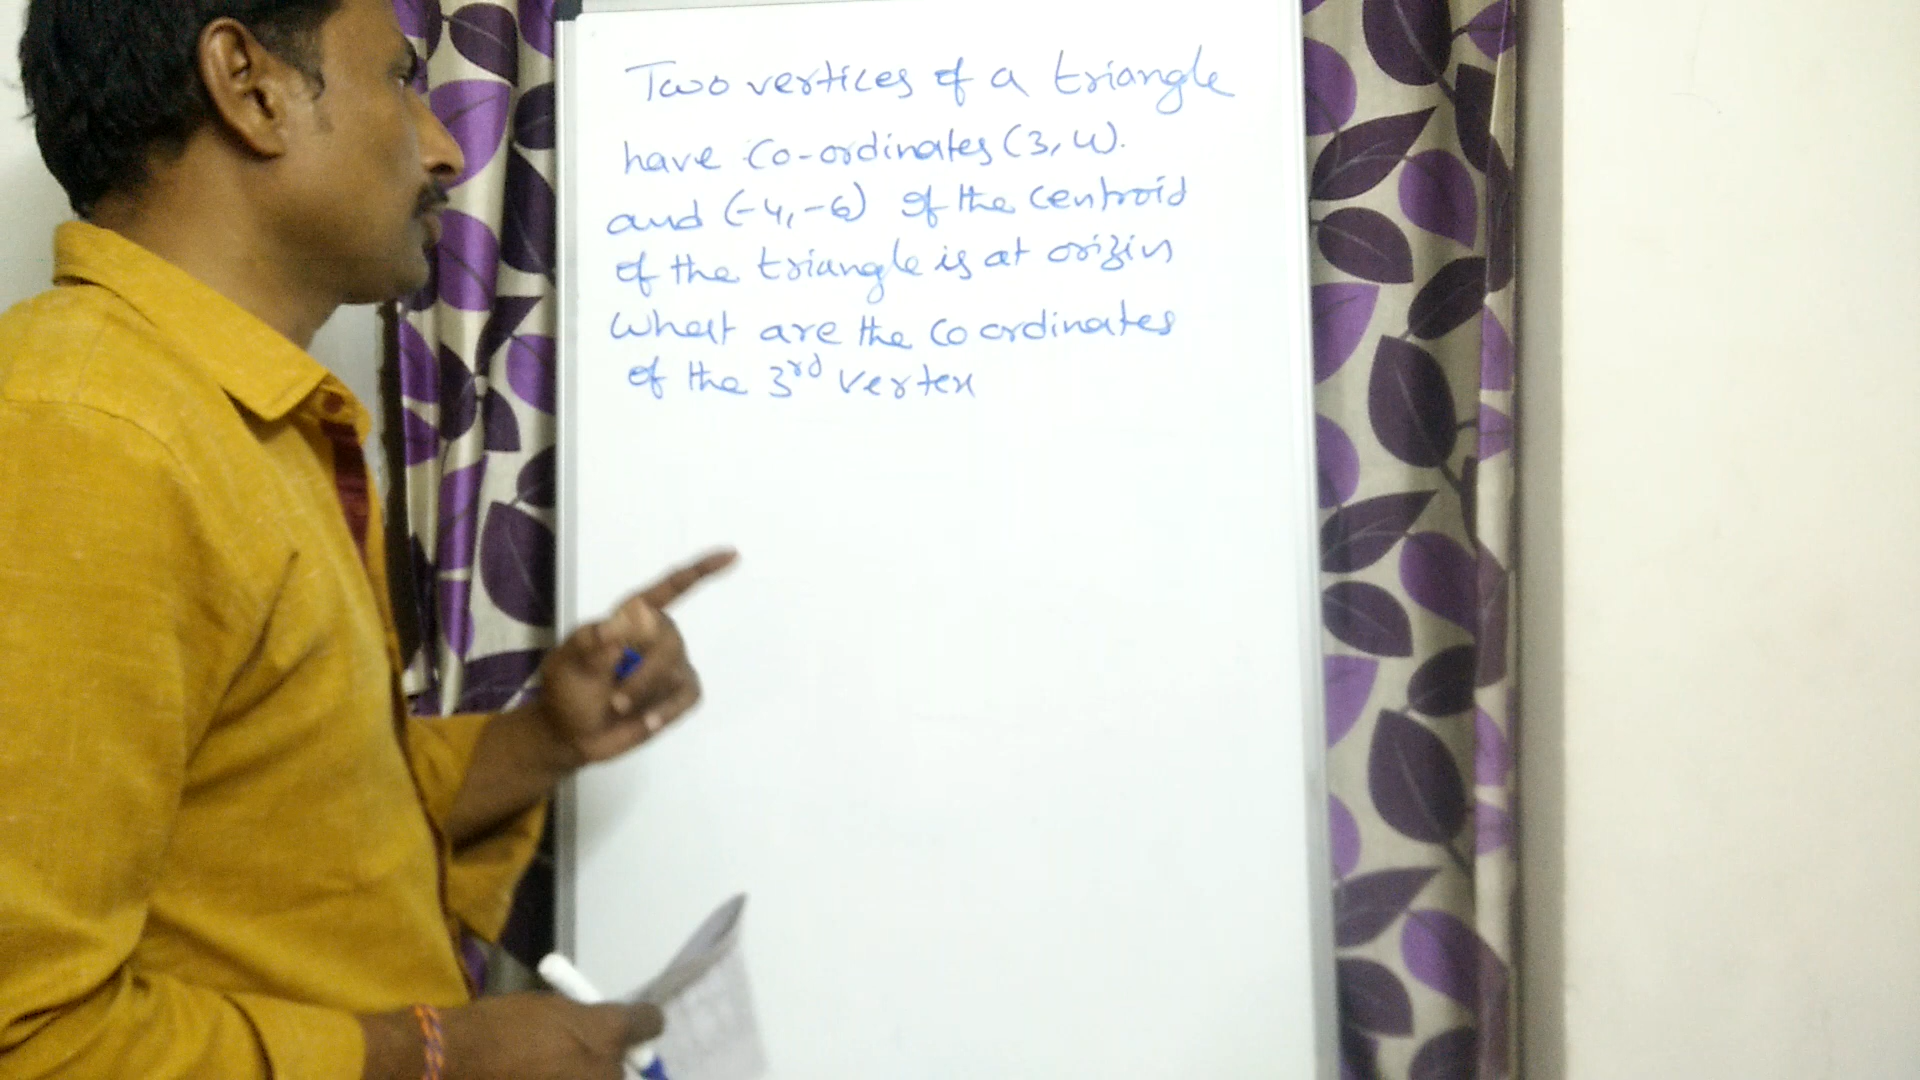 Two vertices of a triangle
have Co-ordinates (3, 4).
and (-4, -6) If the centroid
of the triangle is at origin
What are the co ordinates
of the 3rd vertex